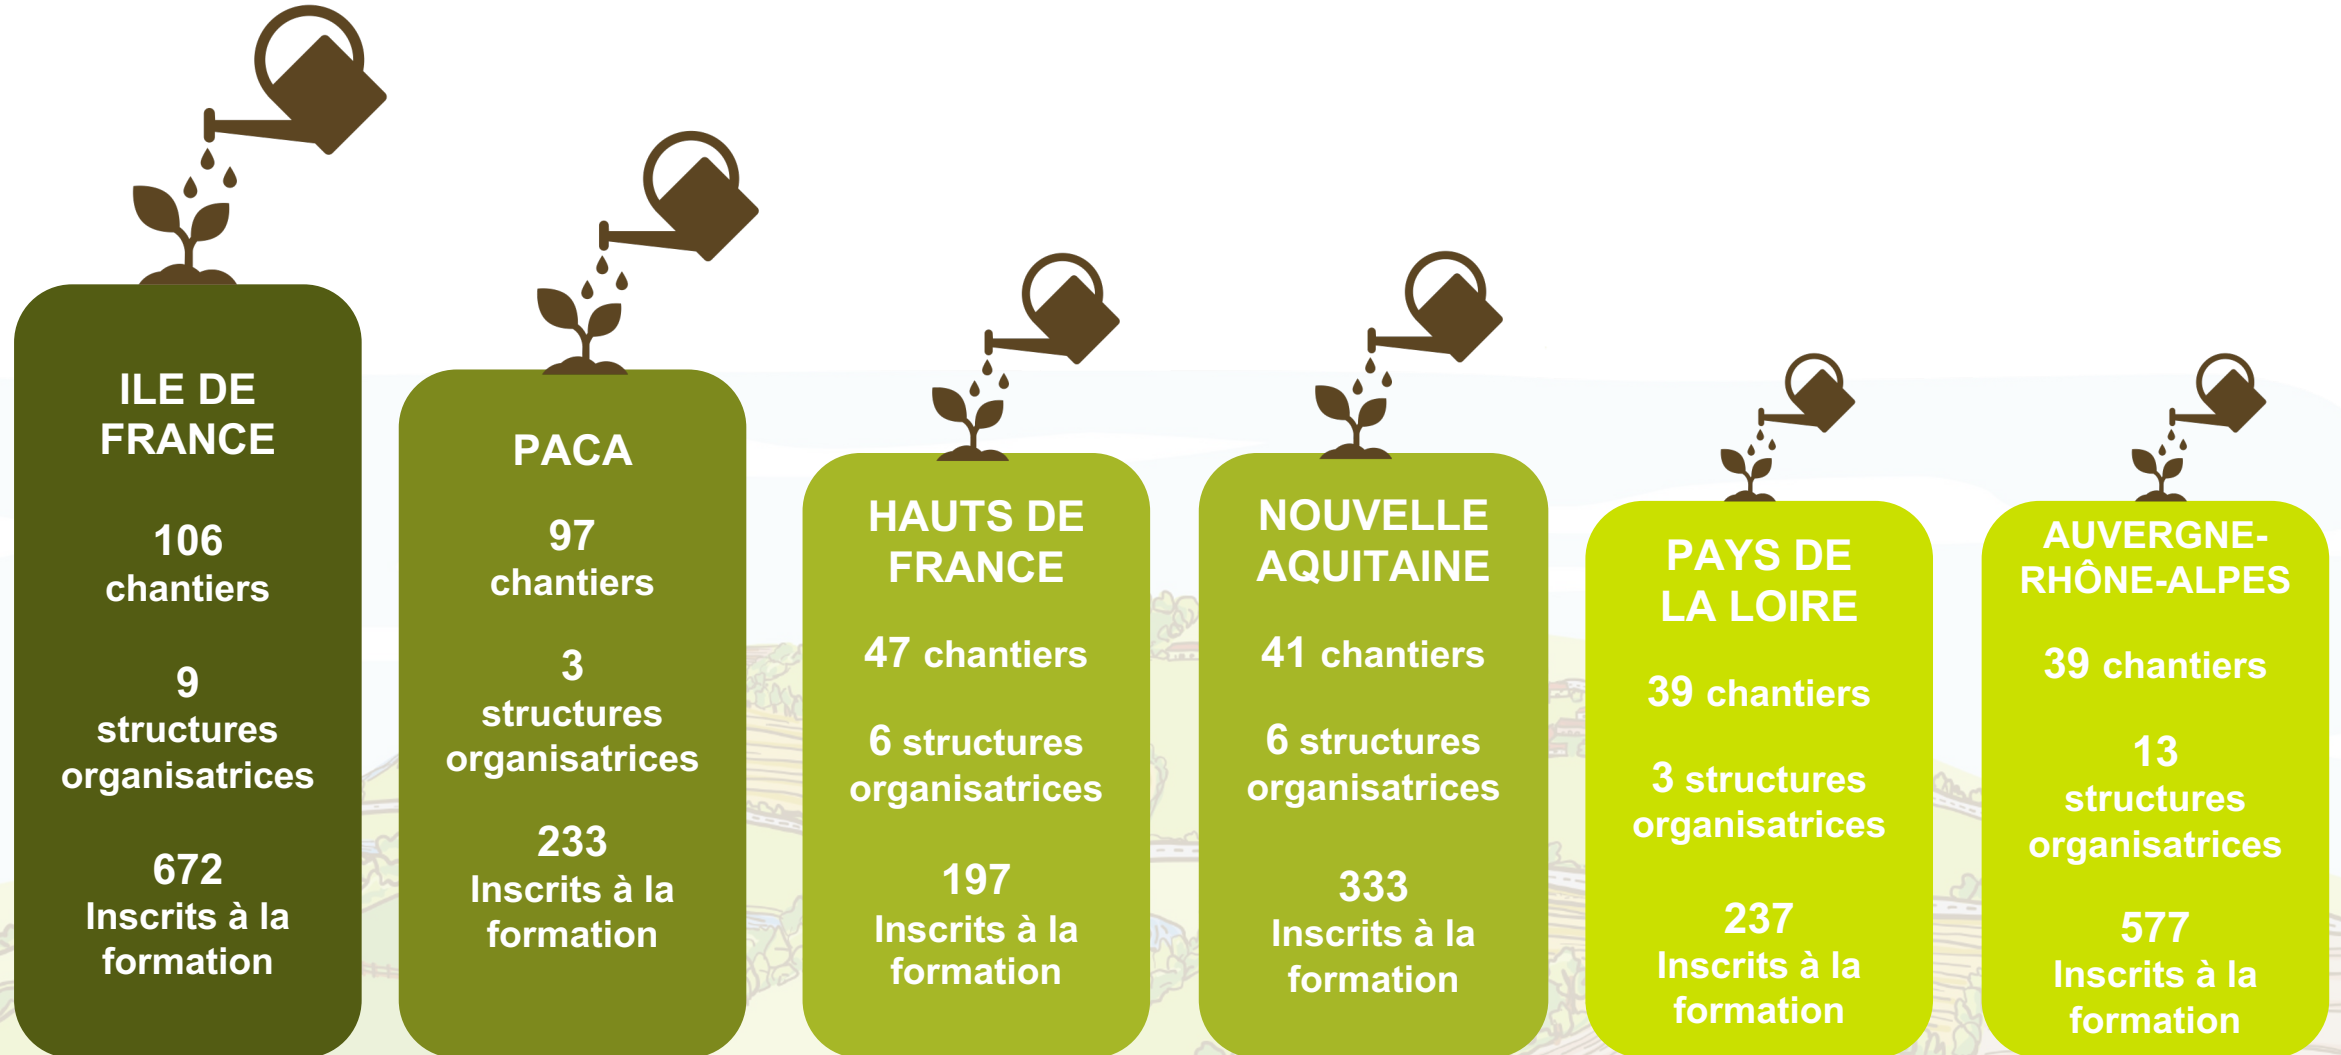 ILE DE
FRANCE
106
chantiers
9
structures
organisatrices
672
Inscrits à la
formation
PACA
97
chantiers
3
structures
organisatrices
233
Inscrits à la
formation
HAUTS DE
FRANCE
47 chantiers
6 structures
organisatrices
197
Inscrits à la
formation
NOUVELLE
AQUITAINE
41 chantiers
6 structures
organisatrices
333
Inscrits à la
formation
PAYS DE
LA LOIRE
39 chantiers
3 structures
organisatrices
237
Inscrits à la
formation
AUVERGNE-
RHÔNE-ALPES
39 chantiers
13
structures
organisatrices
577
Inscrits à la
formation